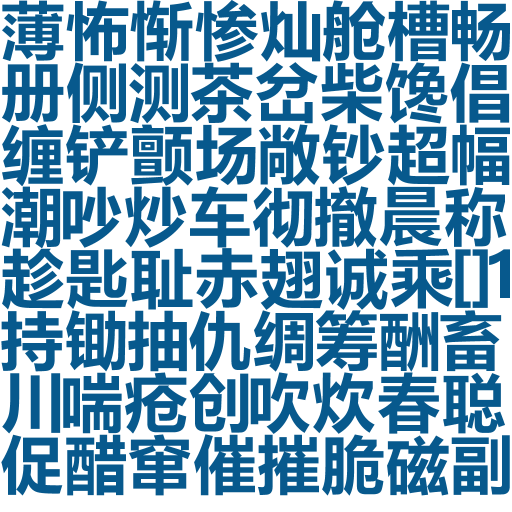 薄怖惭惨灿舱槽畅
册侧测茶岔柴馋倡
缠铲颤场敞钞超幅
潮吵炒车彻撤晨称
趁匙耻赤翅诚乘[]1
持锄抽仇绸筹酬畜
川喘疮创吹炊春聪
促醋窜催摧脆磁副